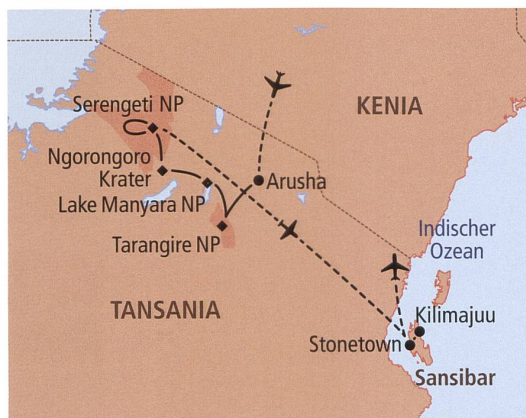 Serengeti NP
KENIA
Ngorongoro
Krater
Arusha
Lake Manyara NP
Indischer
Ozean
Tarangire NP
TANSANIA
Kilimajuu
Stonetown
Sansibar